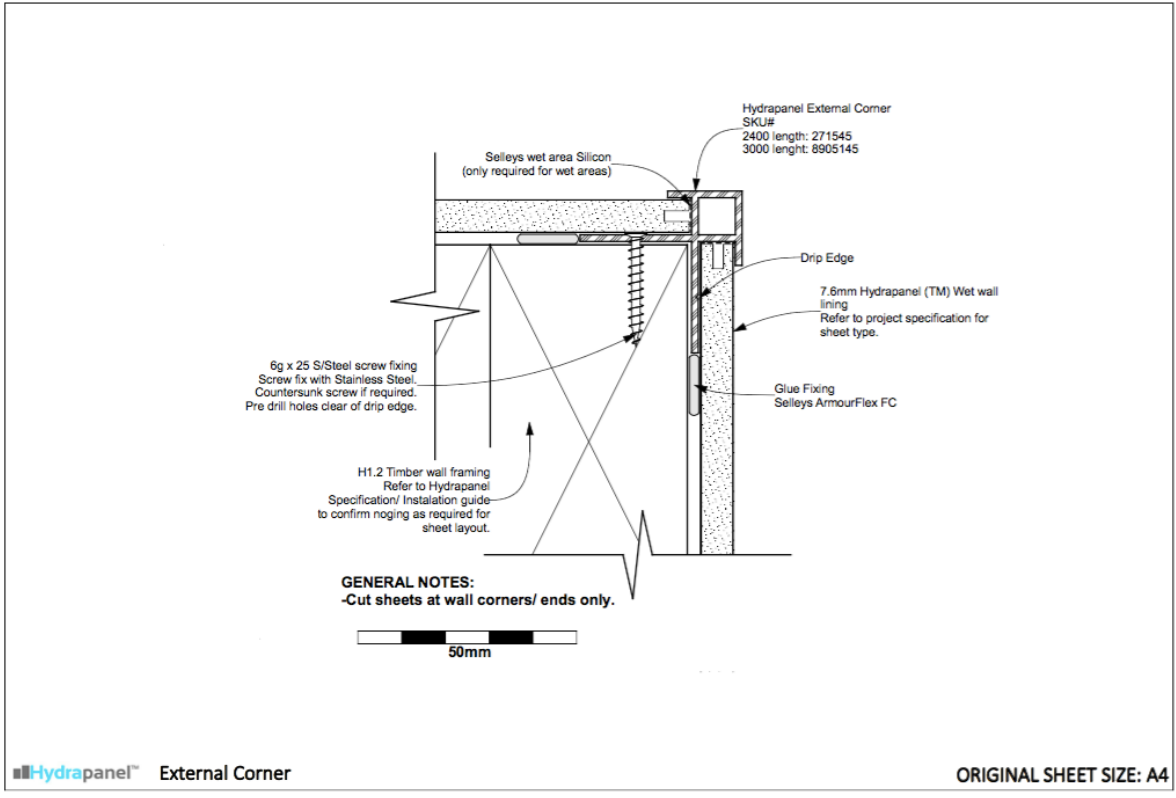 Hydrapanel External Corner
SKU#
2400 length: 271545
3000 lenght: 8905145
Selleys wet area Silicon
(only required for wet areas)
Drip Edge
7.6mm Hydrapanel (TM) Wet wall
lining
Refer to project specification for
sheet type.
6g x 25 S/Steel screw fixing
Screw fix with Stainless Steel.
Countersunk screw if required.
Pre drill holes clear of drip edge.
Glue Fixing
Selleys ArmourFlex FC
H1.2 Timber wall framing
Refer to Hydrapanel
Specification/ Instalation guide
to confirm noging as required for
sheet layout.
GENERAL NOTES:
-Cut sheets at wall corners/ ends only.
50mm
Hydrapanel™ External Corner
ORIGINAL SHEET SIZE: A4